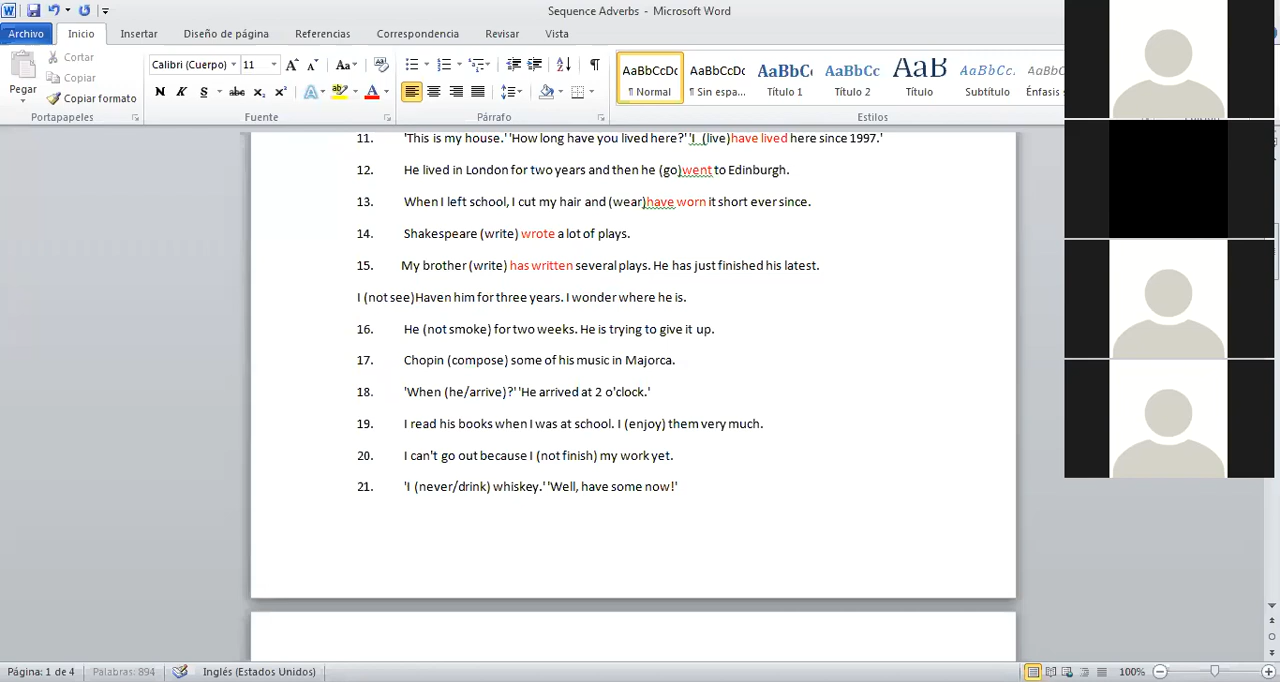 Sequence Adverbs - Microsoft Word
Archivo Inicio Insertar Diseño de página Referencias Correspondencia Revisar Vista
Pegar Cortar Copiar Copiar formato
Calibri (Cuerpo) 11 Aa
N K S abc x₂ x² A ab A
AaBbCcDc AaBbCcDc AaBbC AaBbCc AaB AaBbCc. AaBbC
¶ Normal ¶ Sin espa... Título 1 Título 2 Título Subtítulo Énfasis
Portapapeles Fuente Párrafo Estilos
11. 'This is my house.' 'How long have you lived here?' 'I (live)have lived here since 1997.'
12. He lived in London for two years and then he (go)went to Edinburgh.
13. When I left school, I cut my hair and (wear)have worn it short ever since.
14. Shakespeare (write) wrote a lot of plays.
15. My brother (write) has written several plays. He has just finished his latest.
I (not see)Haven him for three years. I wonder where he is.
16. He (not smoke) for two weeks. He is trying to give it up.
17. Chopin (compose) some of his music in Majorca.
18. 'When (he/arrive)?' 'He arrived at 2 o'clock.'
19. I read his books when I was at school. I (enjoy) them very much.
20. I can't go out because I (not finish) my work yet.
21. 'I (never/drink) whiskey.' 'Well, have some now!'
Página: 1 de 4 Palabras: 894 Inglés (Estados Unidos) 100%